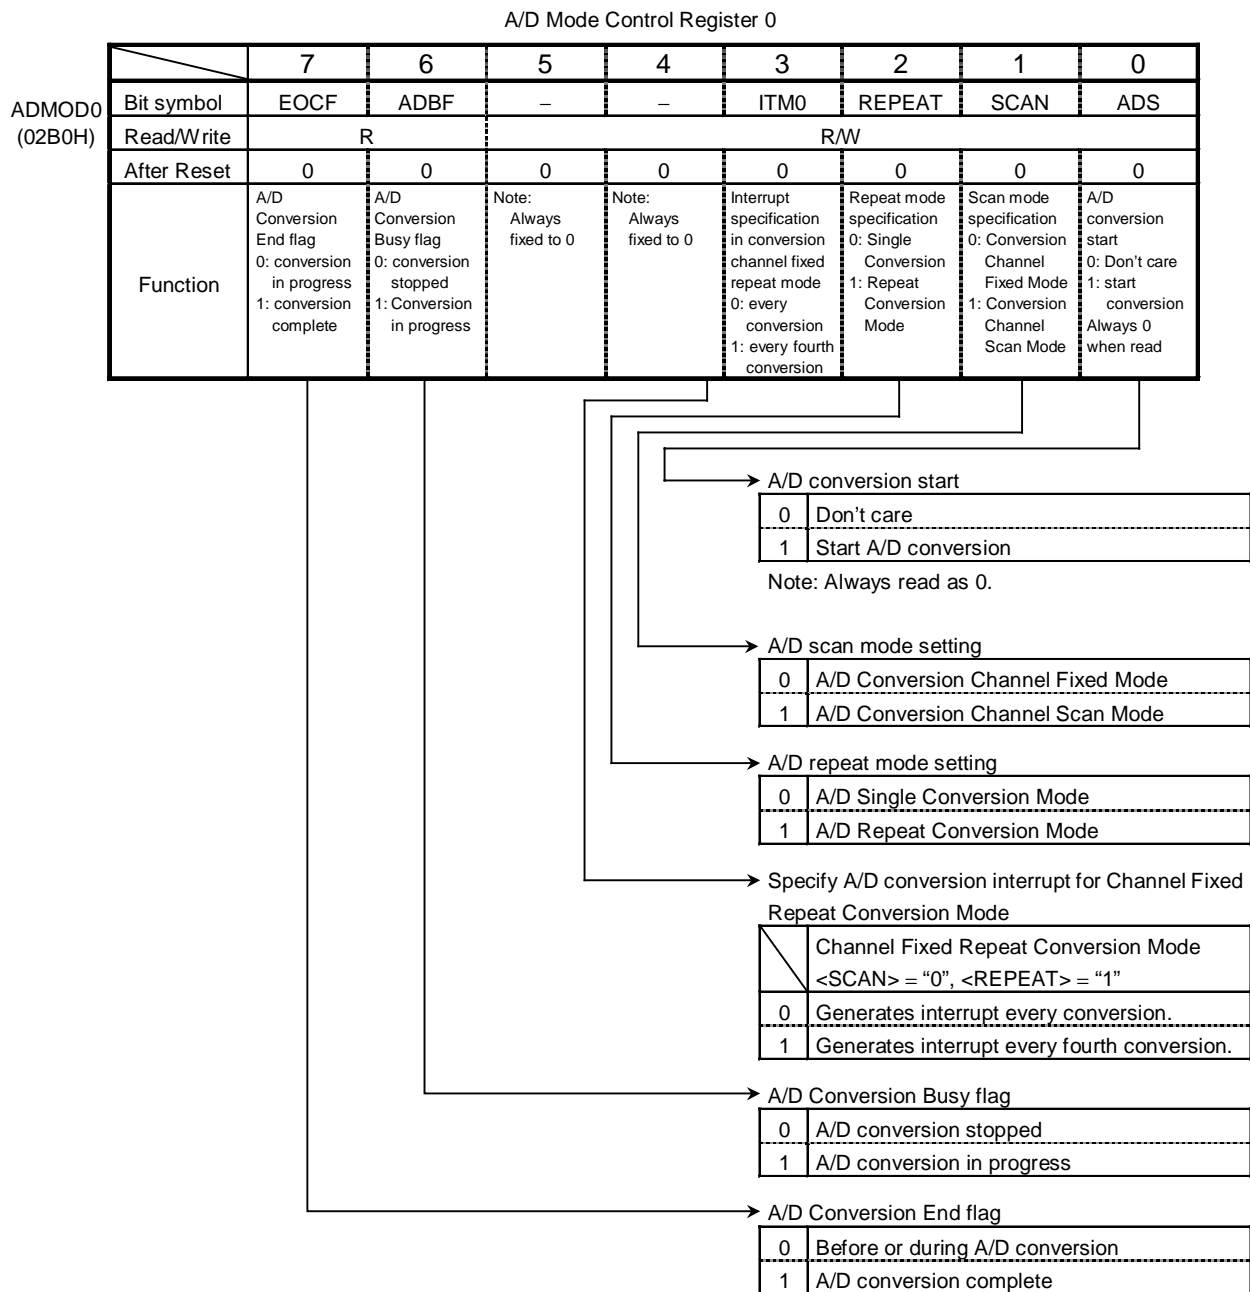 A/D Mode Control Register 0
7 6 5 4 3 2 1 0
ADMOD0
(02B0H)
Bit symbol EOCF ADBF – – ITM0 REPEAT SCAN ADS
Read/Write R R/W
After Reset 0 0 0 0 0 0 0 0
Function
A/D
Conversion
End flag
0: conversion
in progress
1: conversion
complete
A/D
Conversion
Busy flag
0: conversion
stopped
1: Conversion
in progress
Note:
Always
fixed to 0
Note:
Always
fixed to 0
Interrupt
specification
in conversion
channel fixed
repeat mode
0: every
conversion
1: every fourth
conversion
Repeat mode
specification
0: Single
Conversion
1: Repeat
Conversion
Mode
Scan mode
specification
0: Conversion
Channel
Fixed Mode
1: Conversion
Channel
Scan Mode
A/D
conversion
start
0: Don't care
1: start
conversion
Always 0
when read
A/D conversion start
0 Don't care
1 Start A/D conversion
Note: Always read as 0.
A/D scan mode setting
0 A/D Conversion Channel Fixed Mode
1 A/D Conversion Channel Scan Mode
A/D repeat mode setting
0 A/D Single Conversion Mode
1 A/D Repeat Conversion Mode
Specify A/D conversion interrupt for Channel Fixed
Repeat Conversion Mode
Channel Fixed Repeat Conversion Mode
<SCAN> = “0”, <REPEAT> = “1”
0 Generates interrupt every conversion.
1 Generates interrupt every fourth conversion.
A/D Conversion Busy flag
0 A/D conversion stopped
1 A/D conversion in progress
A/D Conversion End flag
0 Before or during A/D conversion
1 A/D conversion complete